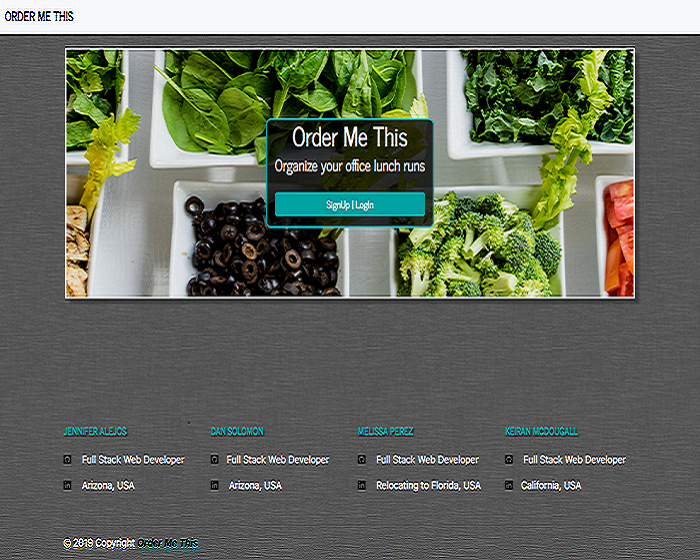 ORDER ME THIS
Order Me This
Organize your office lunch runs
SignUp | LogIn
JENNIFER ALEJOS
DAN SOLOMON
MELISSA PEREZ
KEIRAN MCDOUGALL
Full Stack Web Developer
Full Stack Web Developer
Full Stack Web Developer
Full Stack Web Developer
Arizona, USA
Arizona, USA
Relocating to Florida, USA
California, USA
© 2019 Copyright Order Me This